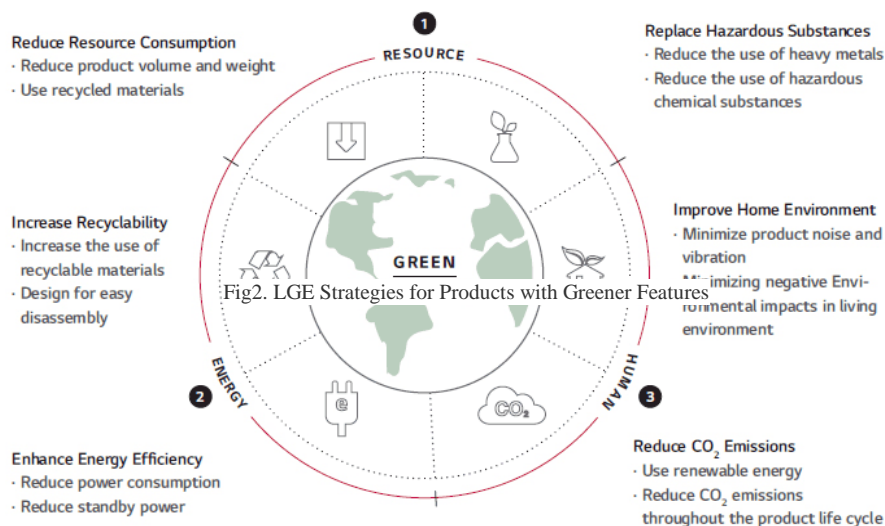 1
RESOURCE
Reduce Resource Consumption
· Reduce product volume and weight
· Use recycled materials
Replace Hazardous Substances
· Reduce the use of heavy metals
· Reduce the use of hazardous
chemical substances
Increase Recyclability
· Increase the use of
recyclable materials
· Design for easy
disassembly
GREEN
Fig2. LGE Strategies for Products with Greener Features
Improve Home Environment
· Minimize product noise and
vibration
· Minimizing negative Envi-
ronmental impacts in living
environment
2
ENERGY
e
CO₂
HUMAN
3
Enhance Energy Efficiency
· Reduce power consumption
· Reduce standby power
Reduce CO₂ Emissions
· Use renewable energy
· Reduce CO₂ emissions
throughout the product life cycle